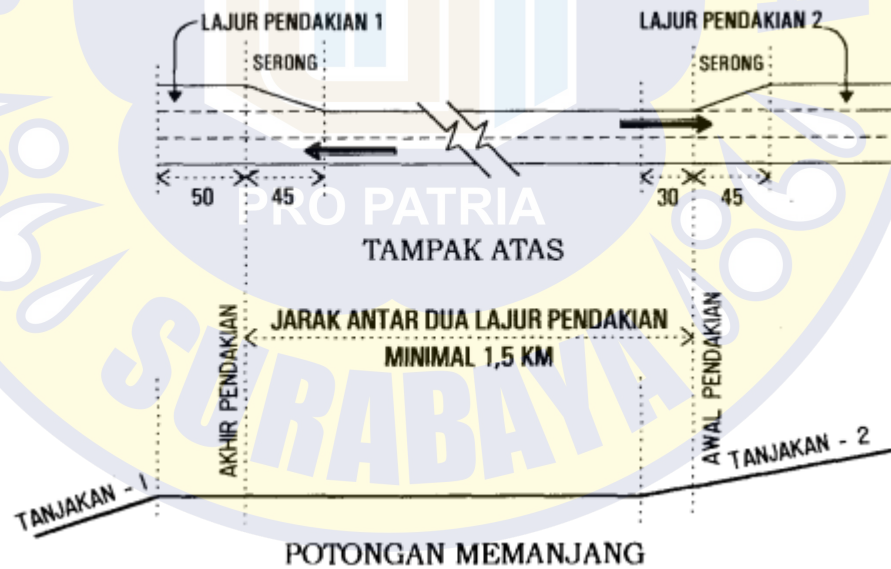 LAJUR PENDAKIAN 1
LAJUR PENDAKIAN 2
SERONG
SERONG
50
45
30
45
PRO PATRIA
TAMPAK ATAS
JARAK ANTAR DUA LAJUR PENDAKIAN
MINIMAL 1,5 KM
AKHIR PENDAKIAN
AWAL PENDAKIAN
SURABAYA
TANJAKAN - 1
TANJAKAN - 2
POTONGAN MEMANJANG